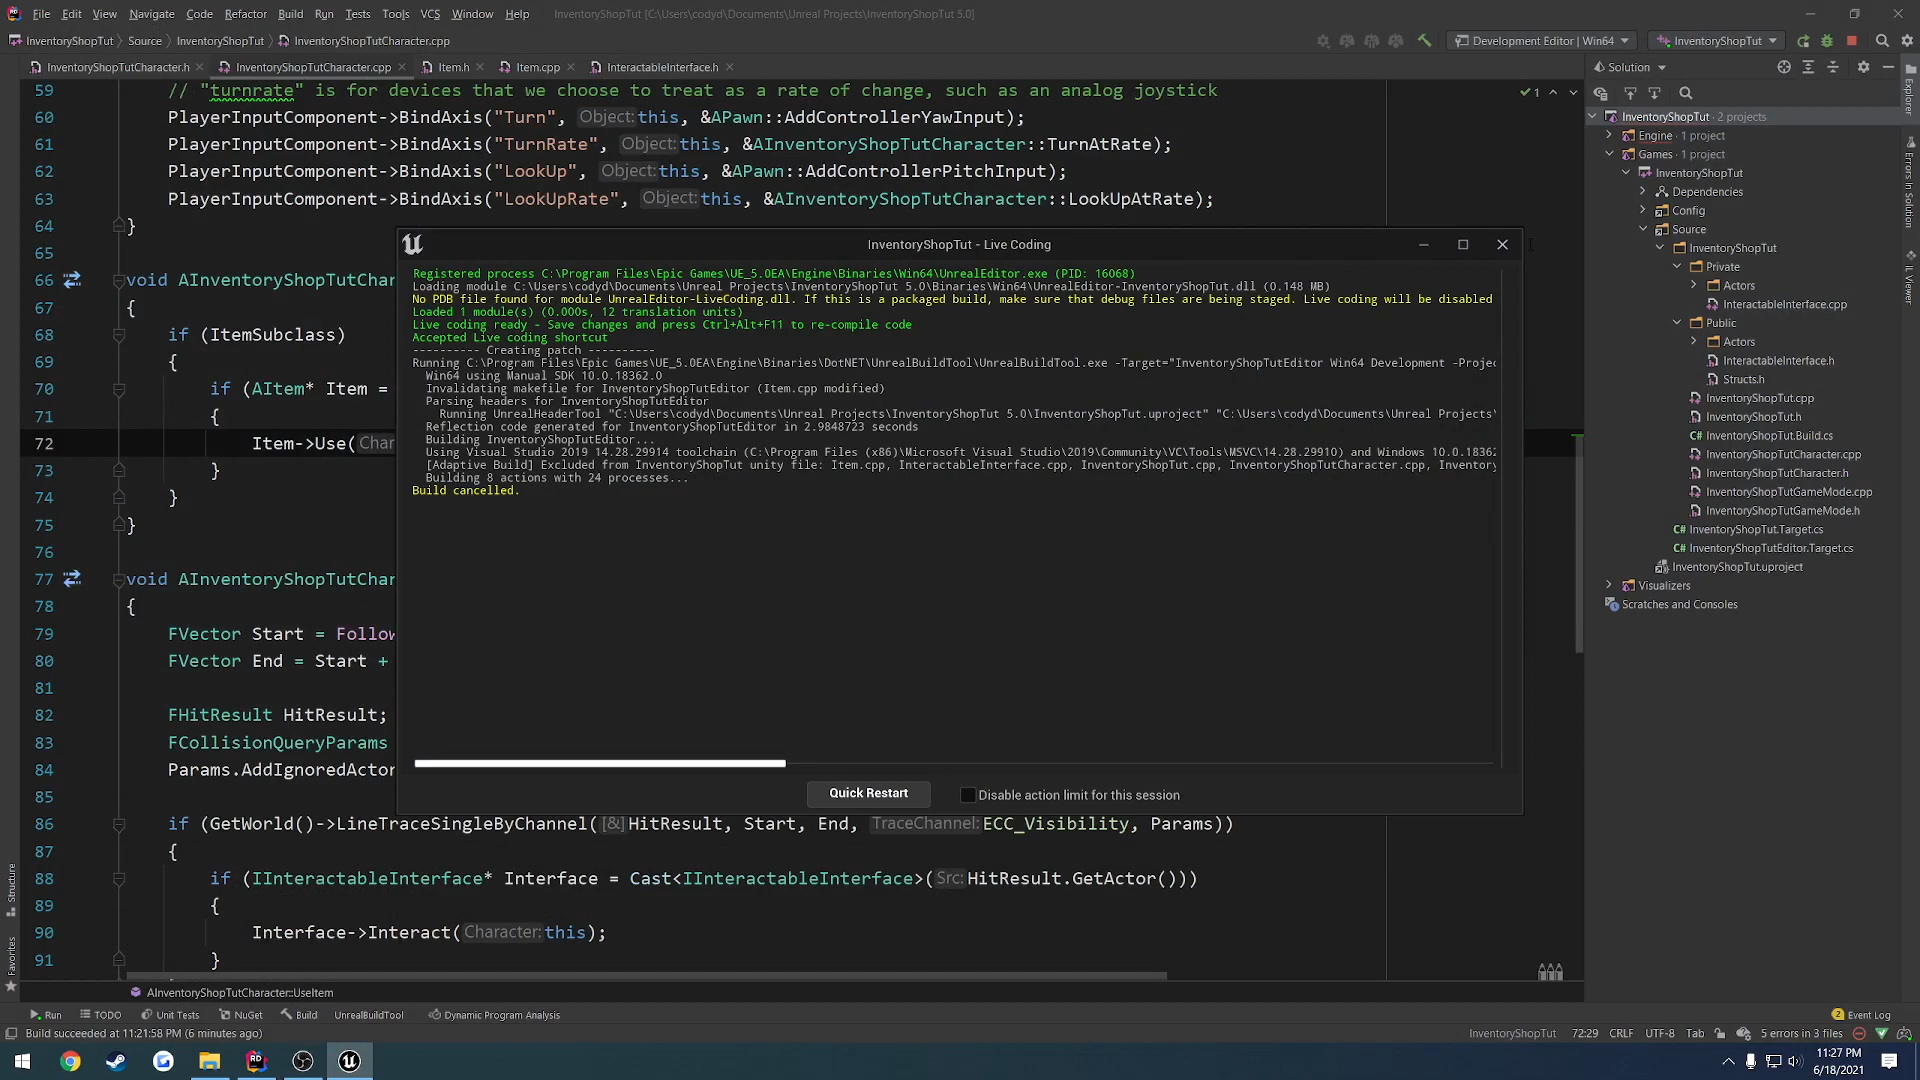 File Edit View Navigate Code Refactor Build Run Tests Tools VCS Window Help InventoryShopTut [C:\Users\codyd\Documents\Unreal Projects\InventoryShopTut 5.0]
InventoryShopTut Source InventoryShopTut InventoryShopTutCharacter.cpp Development Editor | Win64 InventoryShopTut
InventoryShopTutCharacter.h InventoryShopTutCharacter.cpp Item.h Item.cpp InteractableInterface.h
59 // "turnrate" is for devices that we choose to treat as a rate of change, such as an analog joystick
60 PlayerInputComponent->BindAxis("Turn", Object: this, &APawn::AddControllerYawInput);
61 PlayerInputComponent->BindAxis("TurnRate", Object: this, &AInventoryShopTutCharacter::TurnAtRate);
62 PlayerInputComponent->BindAxis("LookUp", Object: this, &APawn::AddControllerPitchInput);
63 PlayerInputComponent->BindAxis("LookUpRate", Object: this, &AInventoryShopTutCharacter::LookUpAtRate);
64 }
65
66 void AInventoryShopTutChar
67 {
68 if (ItemSubclass)
69 {
70 if (AItem* Item =
71 {
72 Item->Use( Char
73 }
74 }
75 }
76
77 void AInventoryShopTutChar
78 {
79 FVector Start = Follow
80 FVector End = Start +
81
82 FHitResult HitResult;
83 FCollisionQueryParams
84 Params.AddIgnoredActor
85
86 if (GetWorld()->LineTraceSingleByChannel( [&] HitResult, Start, End, TraceChannel: ECC_Visibility, Params))
87 {
88 if (IInteractableInterface* Interface = Cast<IInteractableInterface>( Src: HitResult.GetActor()))
89 {
90 Interface->Interact( Character: this);
91 }
1
InventoryShopTut - Live Coding
Registered process C:\Program Files\Epic Games\UE_5.0EA\Engine\Binaries\Win64\UnrealEditor.exe (PID: 16068)
Loading module C:\Users\codyd\Documents\Unreal Projects\InventoryShopTut 5.0\Binaries\Win64\UnrealEditor-InventoryShopTut.dll (0.148 MB)
No PDB file found for module UnrealEditor-LiveCoding.dll. If this is a packaged build, make sure that debug files are being staged. Live coding will be disabled
Loaded 1 module(s) (0.000s, 12 translation units)
Live coding ready - Save changes and press Ctrl+Alt+F11 to re-compile code
Accepted Live coding shortcut
---------- Creating patch ----------
Running C:\Program Files\Epic Games\UE_5.0EA\Engine\Binaries\DotNET\UnrealBuildTool\UnrealBuildTool.exe -Target="InventoryShopTutEditor Win64 Development -Projec
Win64 using Manual SDK 10.0.18362.0
Invalidating makefile for InventoryShopTutEditor (Item.cpp modified)
Parsing headers for InventoryShopTutEditor
Running UnrealHeaderTool "C:\Users\codyd\Documents\Unreal Projects\InventoryShopTut 5.0\InventoryShopTut.uproject" "C:\Users\codyd\Documents\Unreal Projects\
Reflection code generated for InventoryShopTutEditor in 2.9848723 seconds
Building InventoryShopTutEditor...
Using Visual Studio 2019 14.28.29914 toolchain (C:\Program Files (x86)\Microsoft Visual Studio\2019\Community\VC\Tools\MSVC\14.28.29910) and Windows 10.0.18362
[Adaptive Build] Excluded from InventoryShopTut unity file: Item.cpp, InteractableInterface.cpp, InventoryShopTut.cpp, InventoryShopTutCharacter.cpp, Inventory
Building 8 actions with 24 processes...
Build cancelled.
Quick Restart Disable action limit for this session
Solution
InventoryShopTut · 2 projects
Engine · 1 project
Games · 1 project
InventoryShopTut
Dependencies
Config
Source
InventoryShopTut
Private
Actors
InteractableInterface.cpp
Public
Actors
InteractableInterface.h
Structs.h
InventoryShopTut.cpp
InventoryShopTut.h
C# InventoryShopTut.Build.cs
InventoryShopTutCharacter.cpp
InventoryShopTutCharacter.h
InventoryShopTutGameMode.cpp
InventoryShopTutGameMode.h
C# InventoryShopTut.Target.cs
C# InventoryShopTutEditor.Target.cs
InventoryShopTut.uproject
Visualizers
Scratches and Consoles
Explorer
Errors In Solution
IL Viewer
Structure
Favorites
AInventoryShopTutCharacter::UseItem
Run TODO Unit Tests NuGet Build UnrealBuildTool Dynamic Program Analysis 2 Event Log
Build succeeded at 11:21:58 PM (6 minutes ago) InventoryShopTut 72:29 CRLF UTF-8 Tab 5 errors in 3 files
11:27 PM
6/18/2021